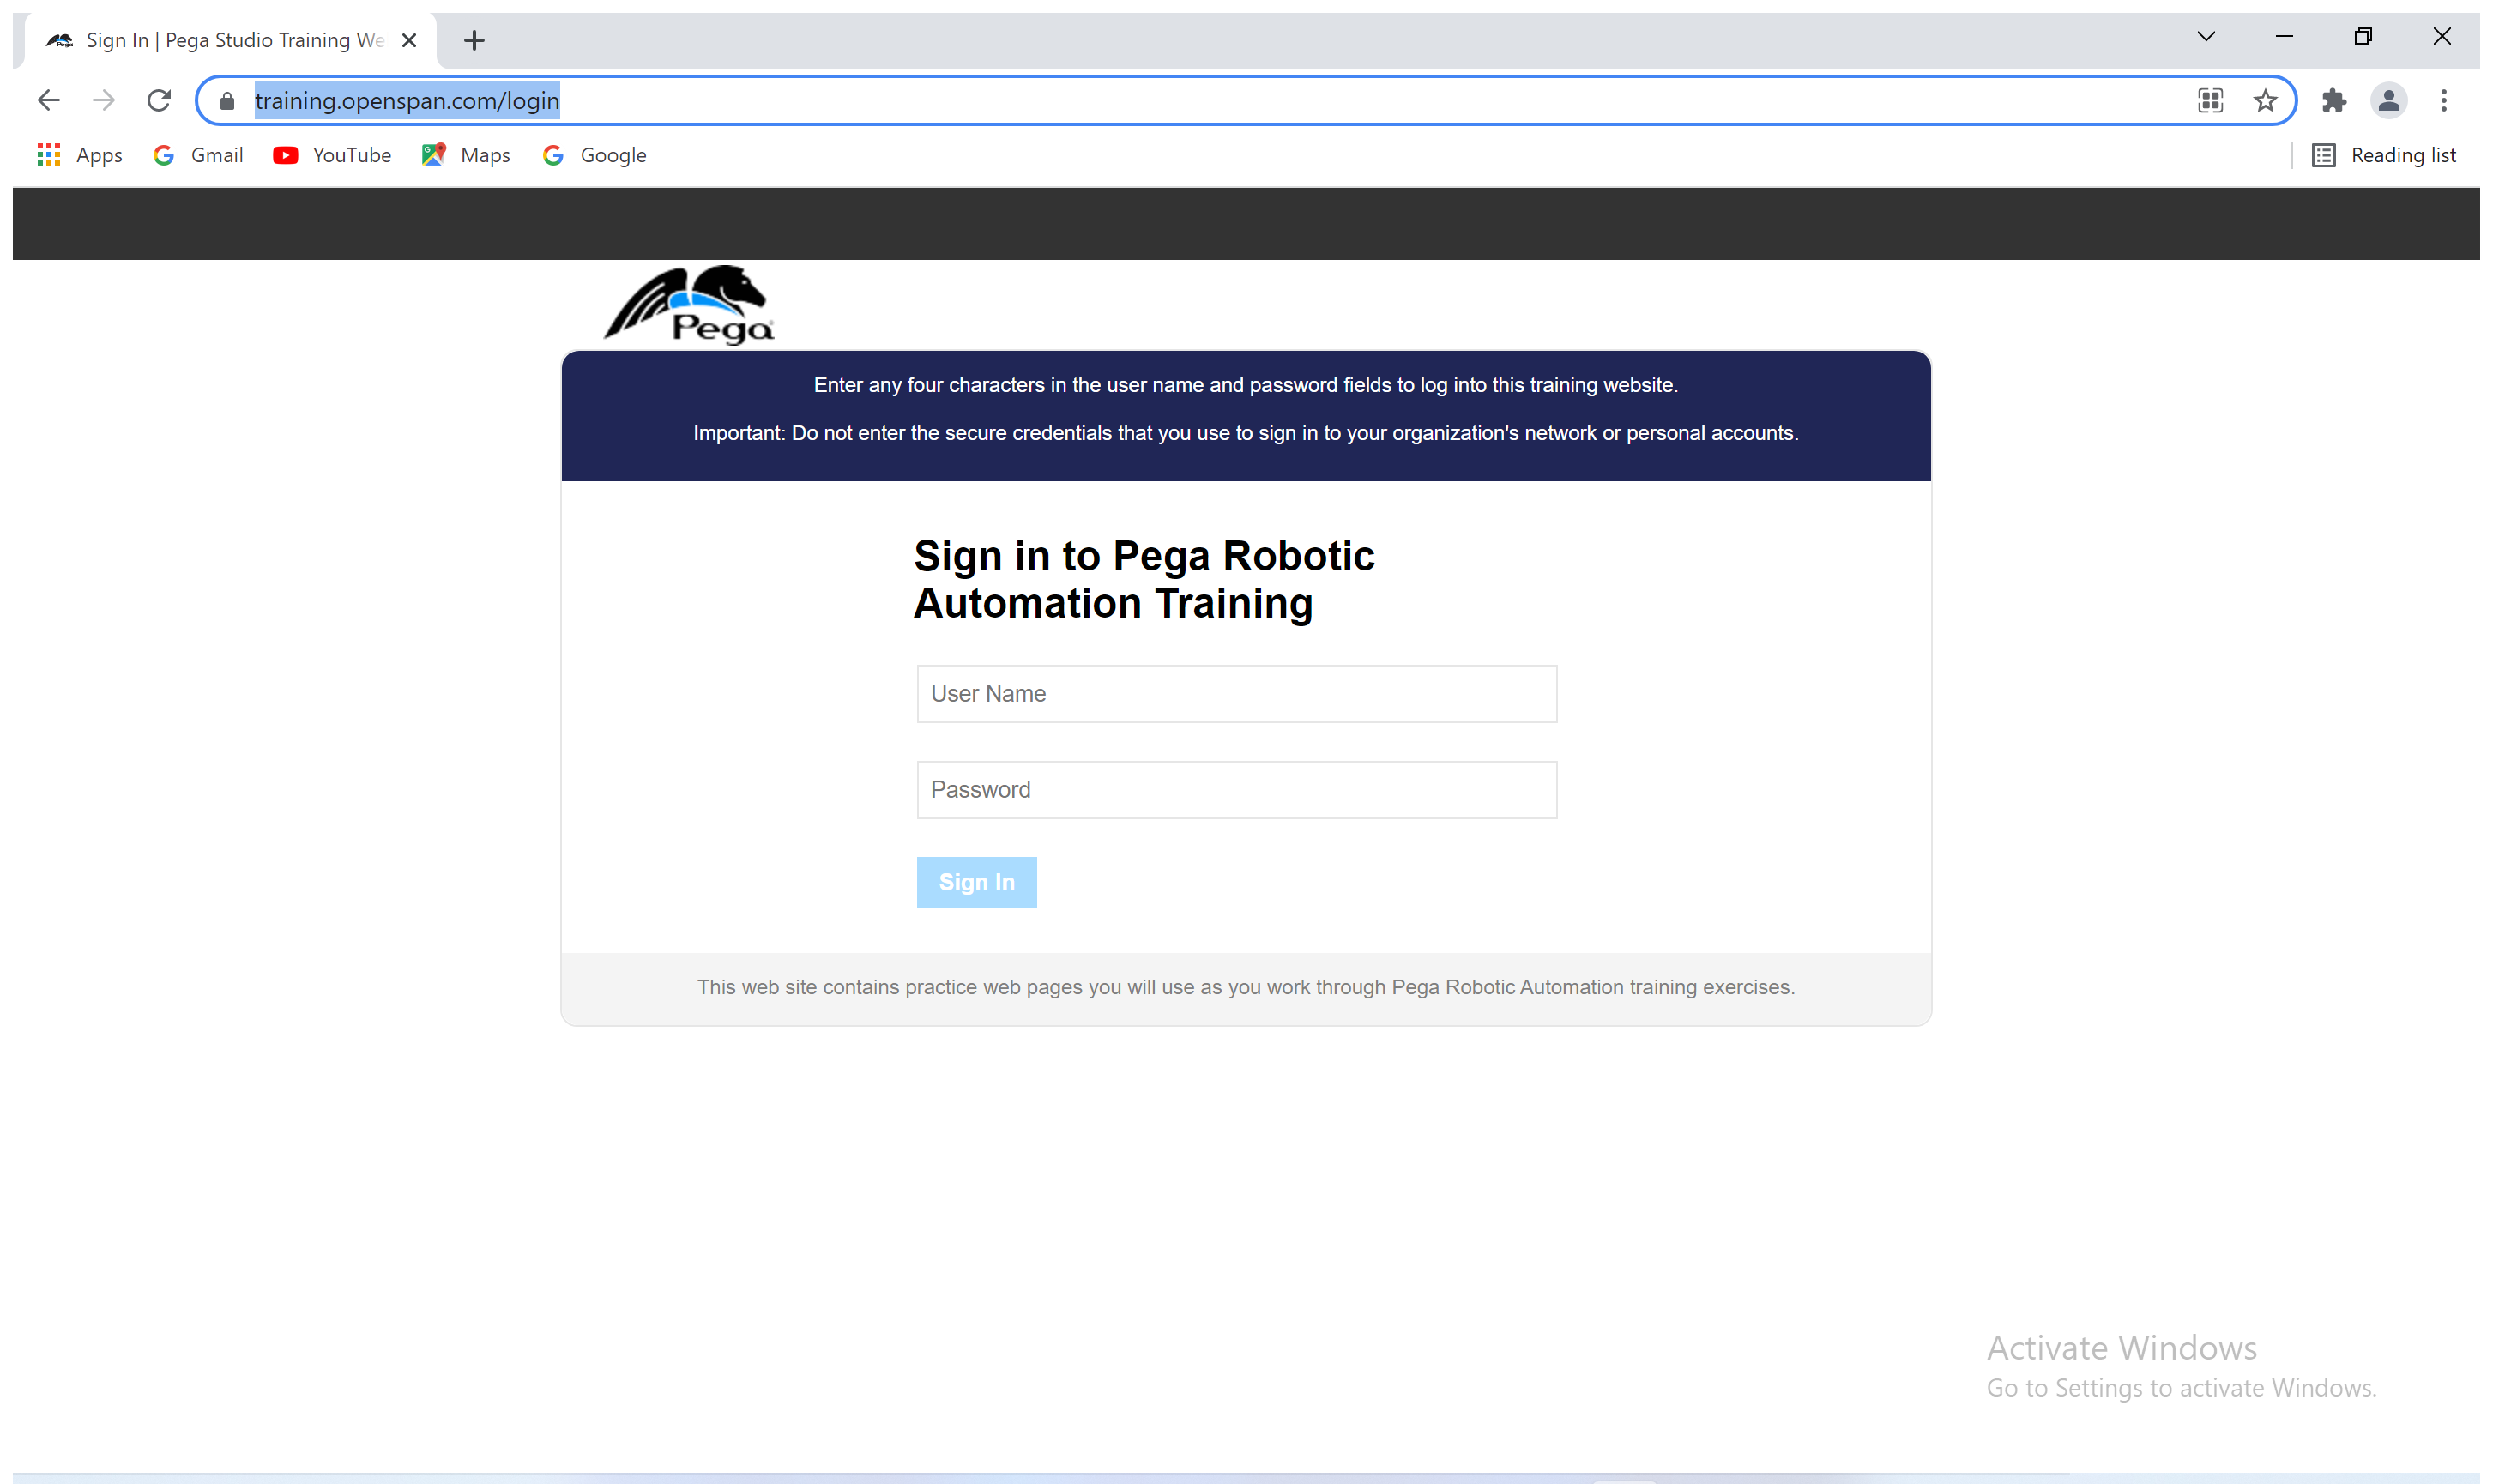 Sign In | Pega Studio Training We
training.openspan.com/login
Apps
Gmail
YouTube
Maps
Google
Reading list
Pega
Enter any four characters in the user name and password fields to log into this training website.
Important: Do not enter the secure credentials that you use to sign in to your organization's network or personal accounts.
Sign in to Pega Robotic
Automation Training
User Name
Password
Sign In
This web site contains practice web pages you will use as you work through Pega Robotic Automation training exercises.
Activate Windows
Go to Settings to activate Windows.